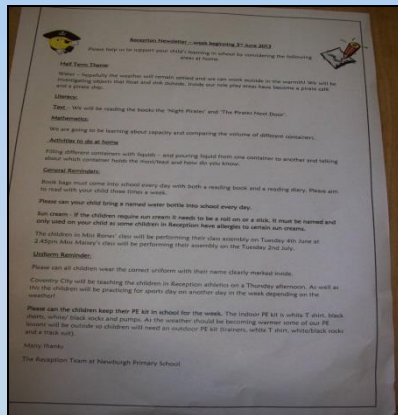 Reception Newsletter – week beginning 3rd June 2013
Please help us to support your child's learning in school by considering the following
areas at home.
Half Term Theme
Water – hopefully the weather will remain settled and we can work outside in the warmth! We will be
investigating objects that float and sink outside. Inside our role play areas have become a pirate café
and a pirate ship.
Literacy:
Text - We will be reading the books the 'Night Pirates' and 'The Pirates Next Door'.
Mathematics:
We are going to be learning about capacity and comparing the volume of different containers.
Activities to do at home
Filling different containers with liquids – and pouring liquid from one container to another and talking
about which container holds the most/least and how do you know.
General Reminders:
Book bags must come into school every day with both a reading book and a reading diary. Please aim
to read with your child three times a week.
Please can your child bring a named water bottle into school every day.
Sun cream - if the children require sun cream it needs to be a roll on or a stick, it must be named and
only used on your child as some children in Reception have allergies to certain sun creams.
The children in Miss class will be performing their class assembly on Tuesday 4th June at
2.45pm Miss class will be performing their assembly on the Tuesday 2nd July.
Uniform Reminder:
Please can all children wear the correct uniform with their name clearly marked inside.
Coventry City will be teaching the children in Reception athletics on a Thursday afternoon. As well as
this the children will be practicing for sports day on another day in the week depending on the
weather!
Please can the children keep their PE kit in school for the week. The indoor PE kit is white T shirt, black
shorts, white/ black socks and pumps. As the weather should be becoming warmer some of our PE
lessons will be outside so children will need an outdoor PE kit (trainers, white T shirt, white/black socks
and a track suit).
Many thanks
The Reception Team at Newburgh Primary School